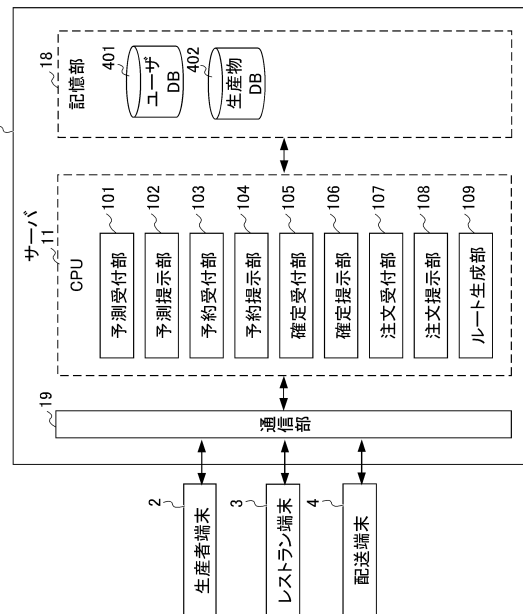 サーバ
11
CPU
予測受付部
101
予測提示部
102
予約受付部
103
予約提示部
104
確定受付部
105
確定提示部
106
注文受付部
107
注文提示部
108
ルート生成部
109
18
記憶部
401
ユーザ
DB
402
生産物
DB
19
通信部
2
生産者端末
3
レストラン端末
4
配送端末